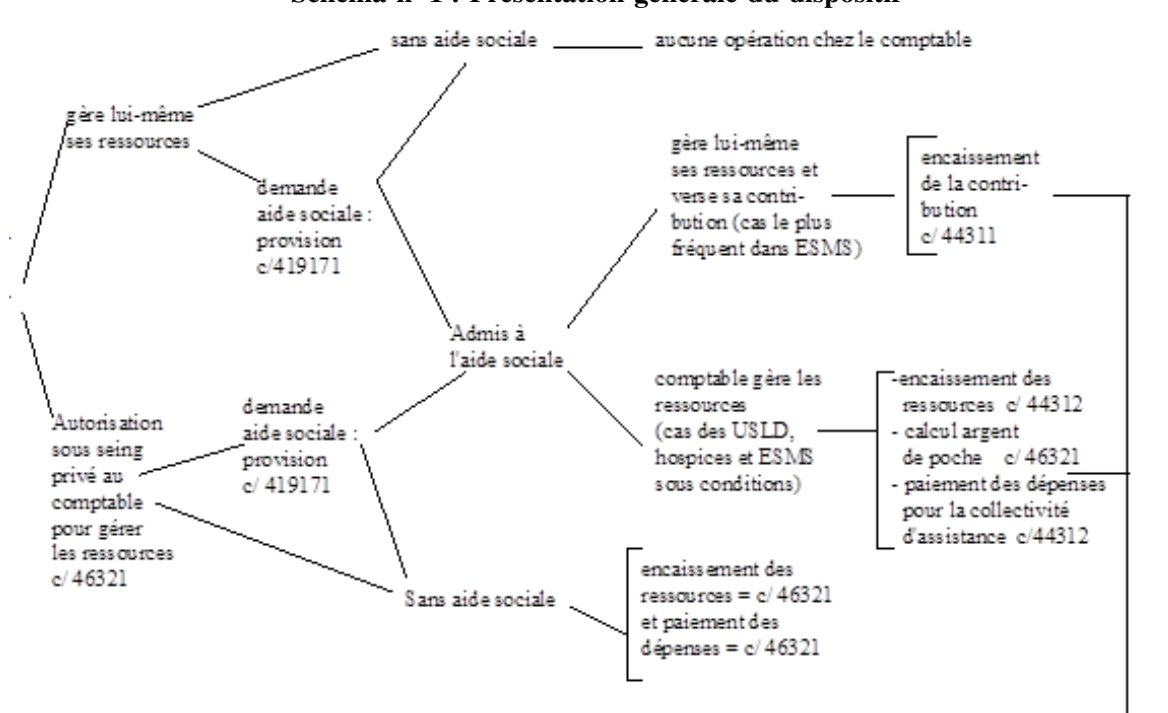 Schéma n° 1 : Présentation générale du dispositif
sans aide sociale
aucune opération chez le comptable
gère lui-même
ses ressources
demande
aide sociale :
provision
c/419171
gère lui-même
ses ressources et
verse sa contri-
bution (cas le plus
fréquent dans ESMS)
encaissement
de la contri-
bution
c/ 44311
Admis à
l'aide sociale
Autorisation
sous seing
privé au
comptable
pour gérer
les ressources
c/ 46321
demande
aide sociale :
provision
c/ 419171
comptable gère les
ressources
(cas des USLD,
hospices et ESMS
sous conditions)
-encaissement des
ressources c/ 44312
- calcul argent
de poche c/ 46321
- paiement des dépenses
pour la collectivité
d'assistance c/44312
Sans aide sociale
encaissement des
ressources = c/ 46321
et paiement des
dépenses = c/ 46321